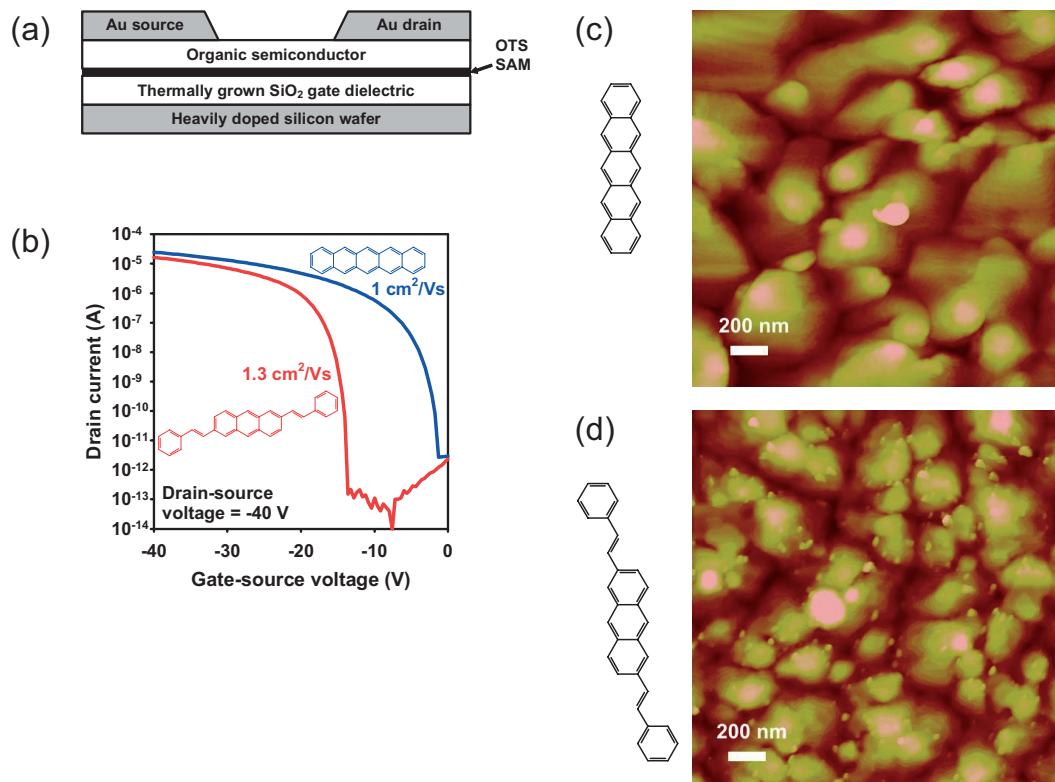 (a)
Au source
Au drain
Organic semiconductor
OTS
SAM
Thermally grown SiO₂ gate dielectric
Heavily doped silicon wafer
(b)
10⁻⁴
10⁻⁵
10⁻⁶
10⁻⁷
10⁻⁸
10⁻⁹
10⁻¹⁰
10⁻¹¹
10⁻¹²
10⁻¹³
10⁻¹⁴
Drain current (A)
1 cm²/Vs
1.3 cm²/Vs
Drain-source
voltage = -40 V
-40
-30
-20
-10
0
Gate-source voltage (V)
(c)
200 nm
(d)
200 nm